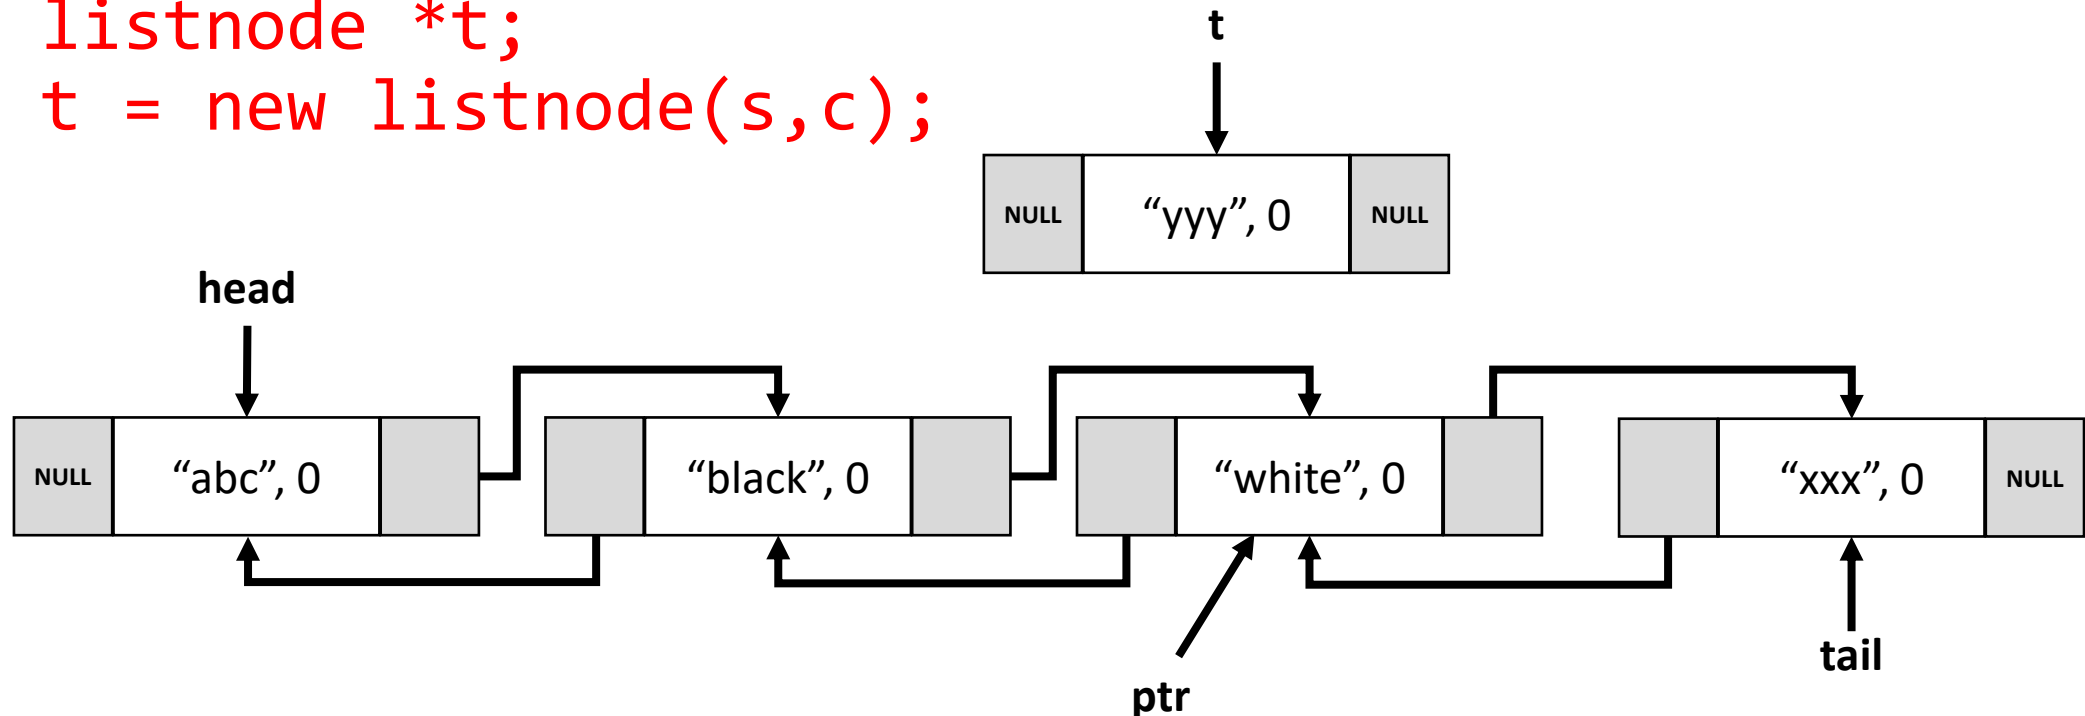 listnode *t;
t = new listnode(s,c);
t
NULL “yyy”, 0 NULL
head
NULL “abc”, 0 “black”, 0 “white”, 0 “xxx”, 0 NULL
tail
ptr